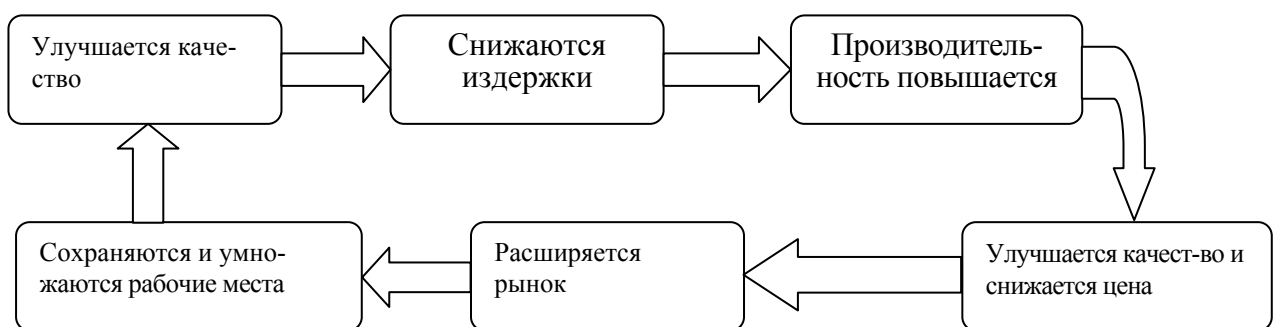 Улучшается каче-
ство
Снижаются
издержки
Производитель-
ность повышается
Улучшается качест-во и
снижается цена
Расширяется
рынок
Сохраняются и умно-
жаются рабочие места